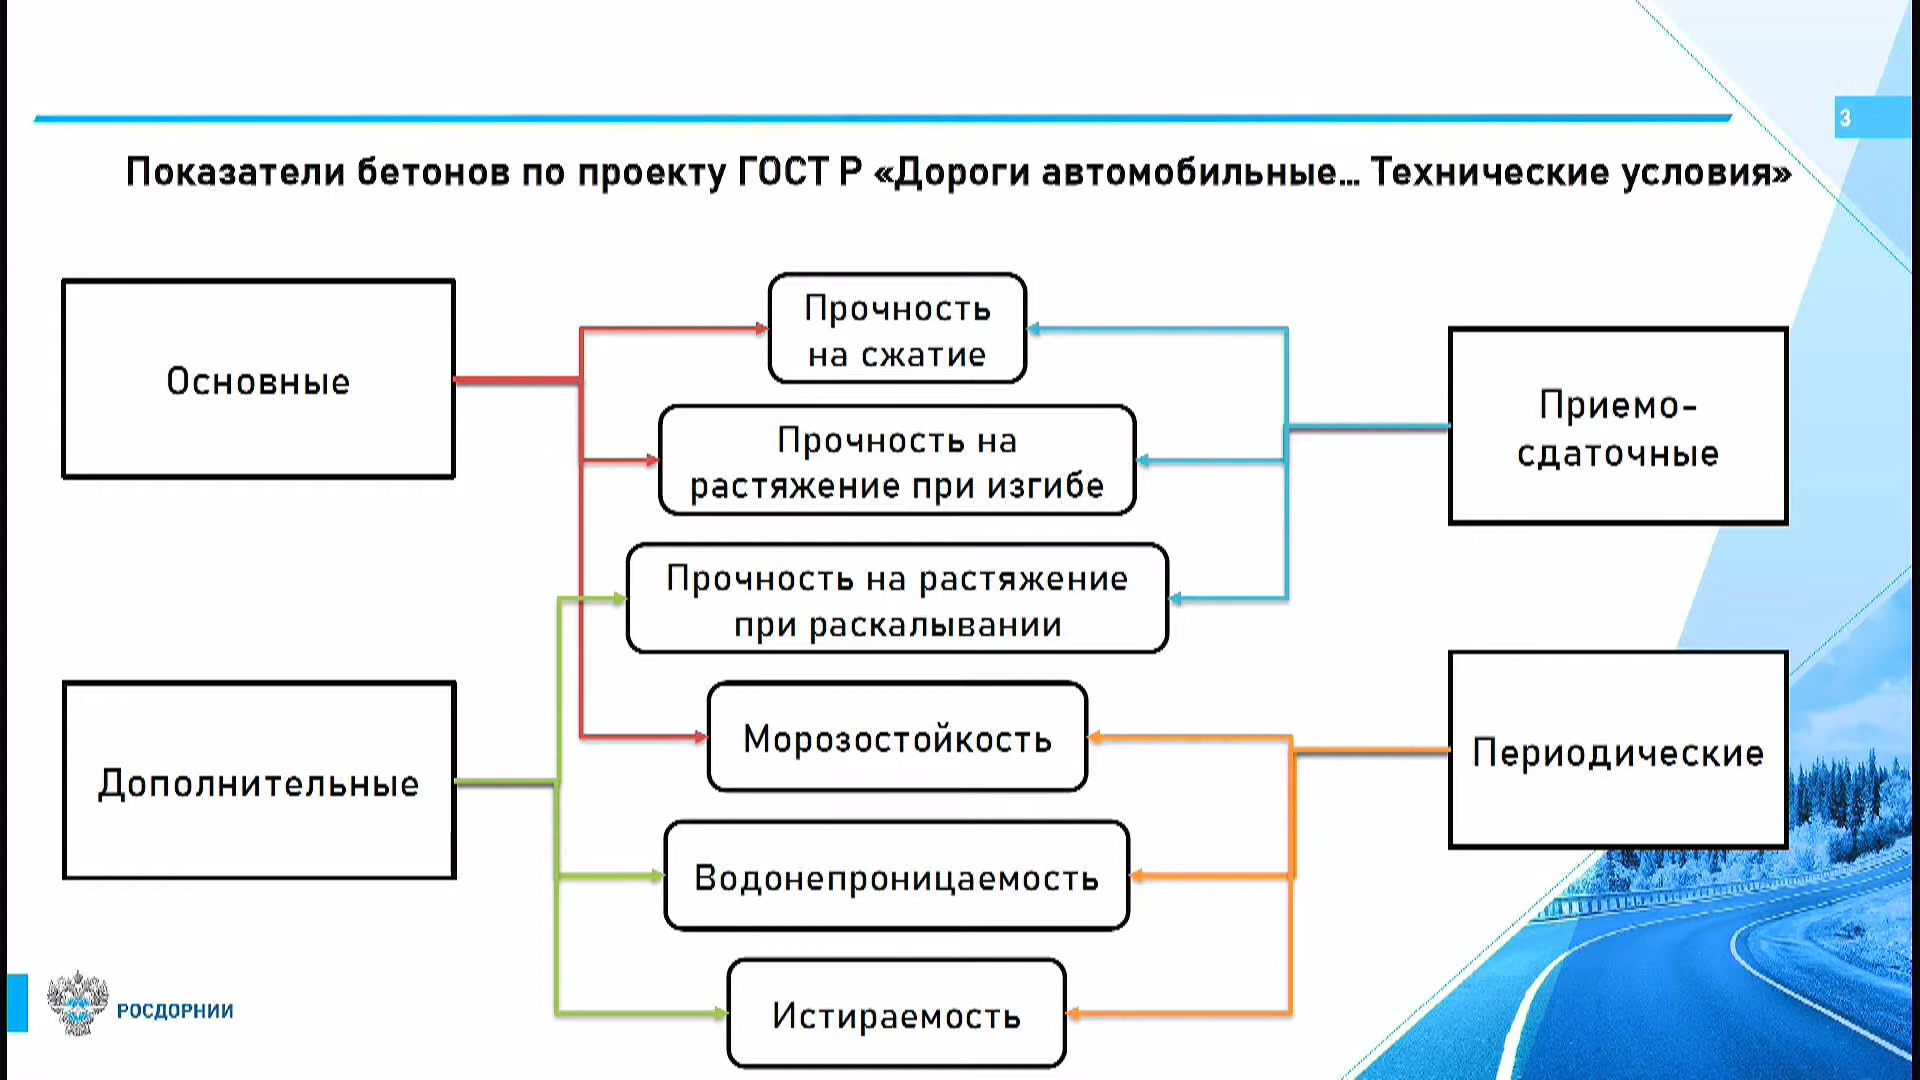 3
Показатели бетонов по проекту ГОСТ Р «Дороги автомобильные... Технические условия»
Основные
Дополнительные
Прочность
на сжатие
Прочность на
растяжение при изгибе
Прочность на растяжение
при раскалывании
Морозостойкость
Водонепроницаемость
Истираемость
Приемо-
сдаточные
Периодические
РОСДОРНИИ